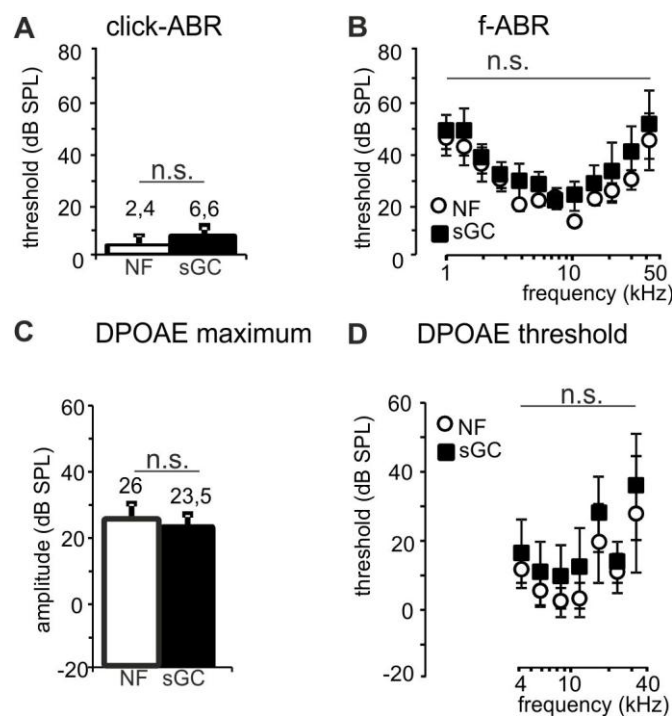 A click-ABR
threshold (dB SPL)
80
60
40
20
0
n.s.
2,4 6,6
NF sGC
B f-ABR
threshold (dB SPL)
80
60
40
20
0
n.s.
NF
sGC
1 10 50
frequency (kHz)
C DPOAE maximum
amplitude (dB SPL)
60
40
20
0
-20
n.s.
26 23,5
NF sGC
D DPOAE threshold
threshold (dB SPL)
60
40
20
0
-20
n.s.
NF
sGC
4 10 40
frequency (kHz)